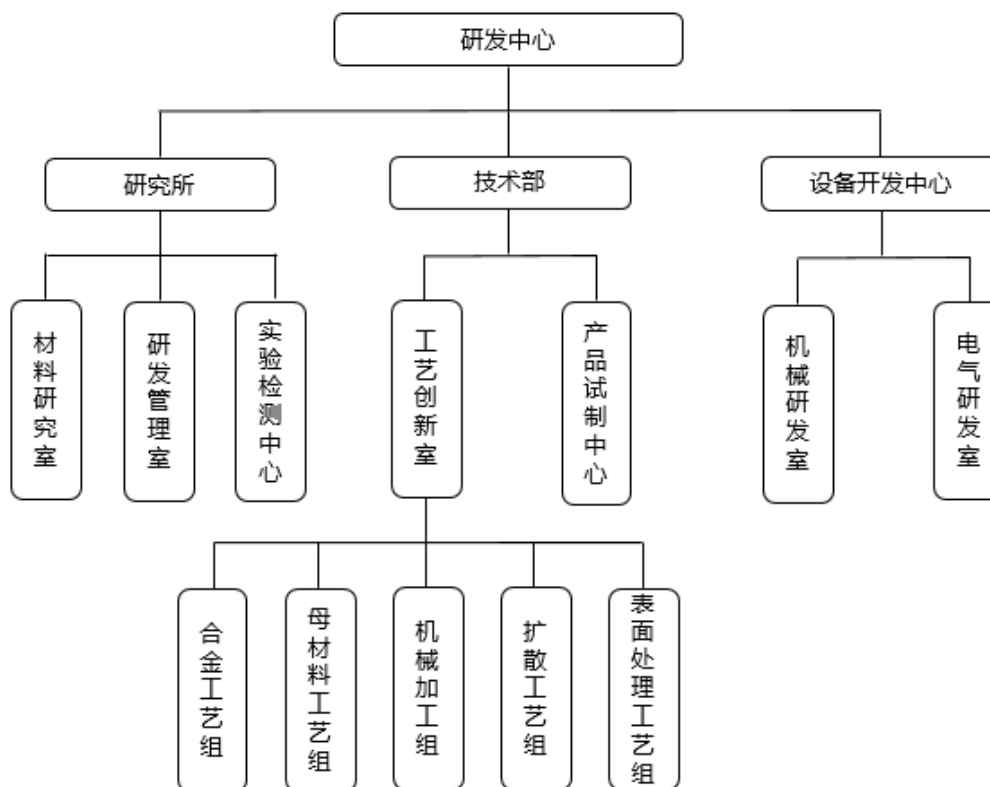 研发中心
研究所
技术部
设备开发中心
材料研究室
研发管理室
实验检测中心
工艺创新室
产品试制中心
机械研发室
电气研发室
合金工艺组
母材料工艺组
机械加工组
扩散工艺组
表面处理工艺组